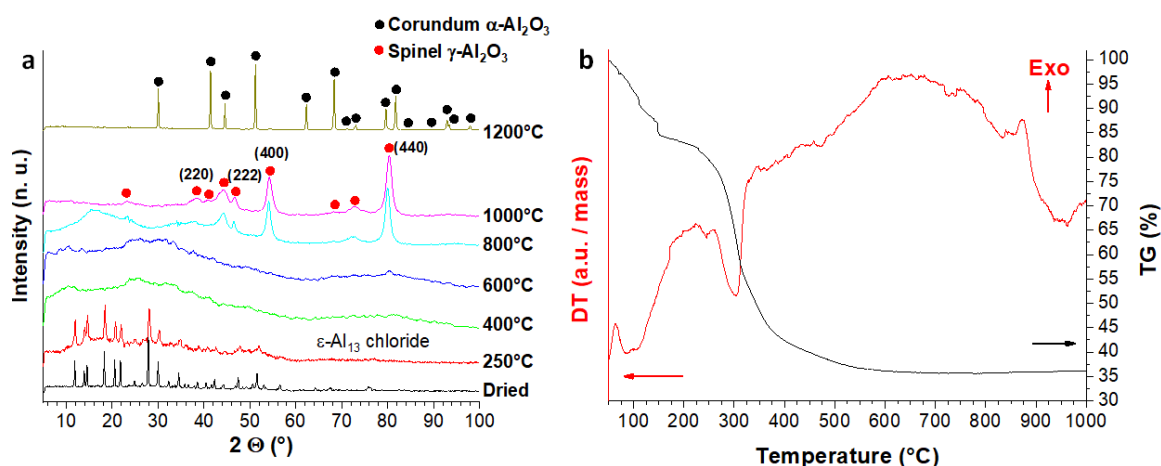 a
Corundum α-Al₂O₃
Spinel γ-Al₂O₃
1200°C
(220)
(222)
(400)
(440)
1000°C
800°C
600°C
400°C
ε-Al₁₃ chloride
250°C
Dried
Intensity (n. u.)
10 20 30 40 50 60 70 80 90 100
2 Θ (°)
b
Exo
DT (a.u. / mass)
100
95
90
85
80
75
70
65
60
55
50
45
40
35
30
TG (%)
100 200 300 400 500 600 700 800 900 1000
Temperature (°C)